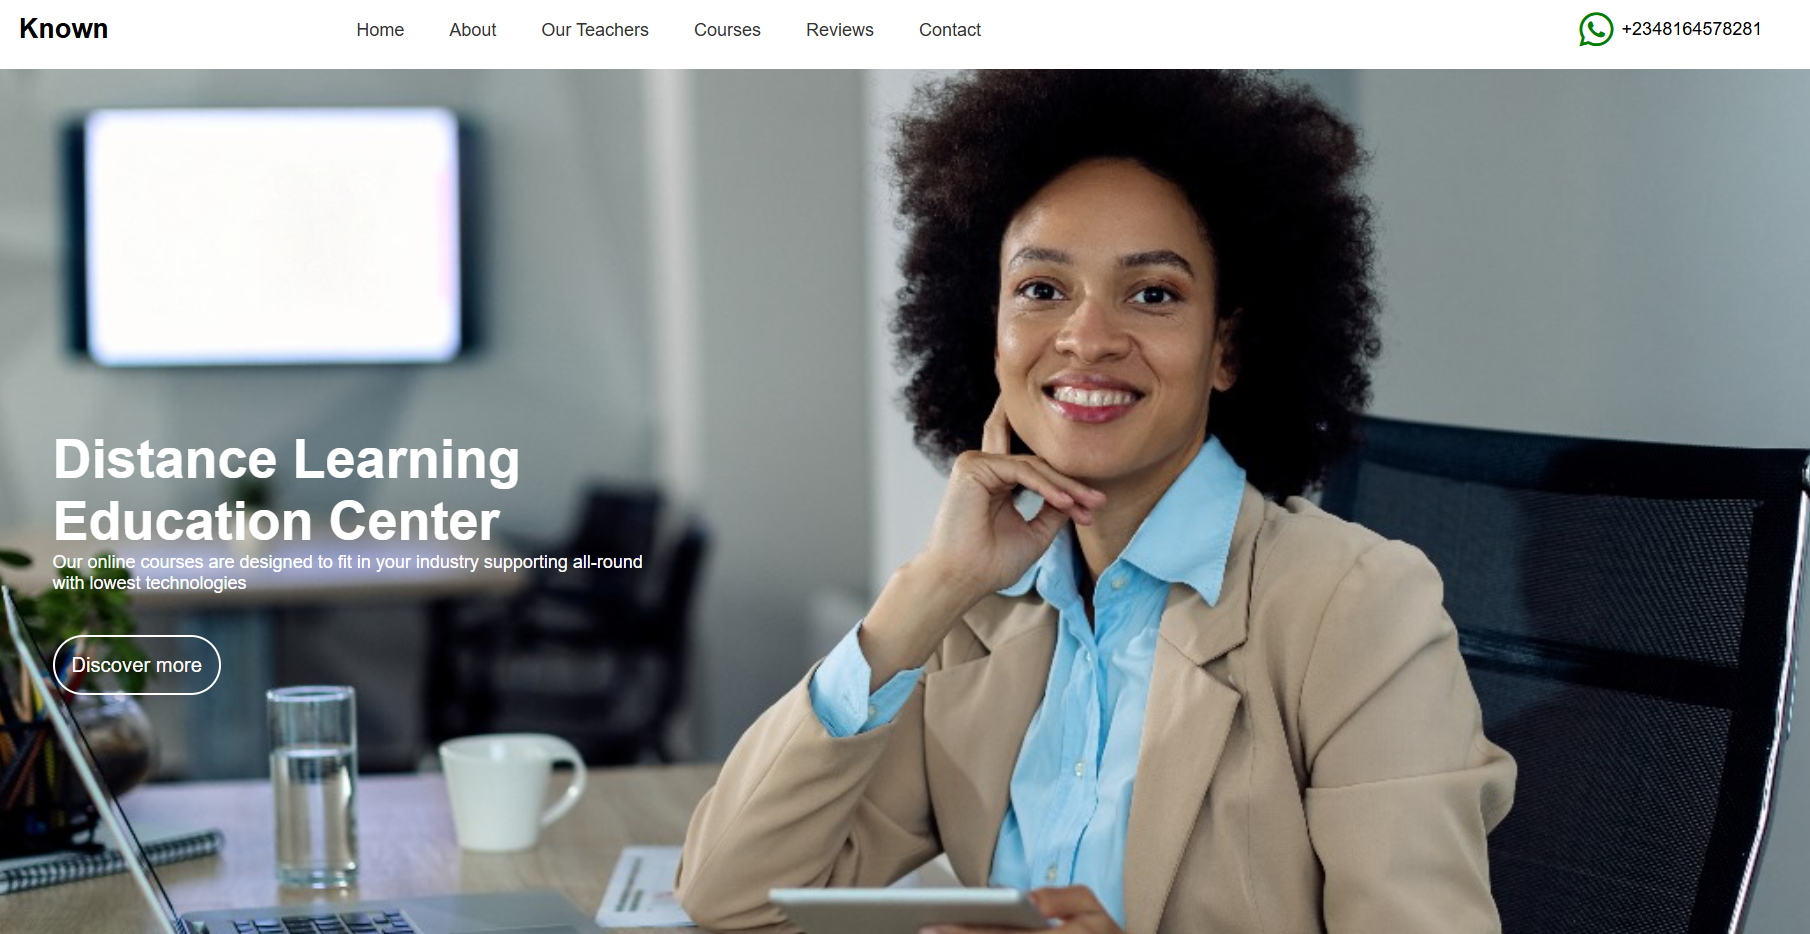 Known
Home About Our Teachers Courses Reviews Contact
+2348164578281
Distance Learning
Education Center
Our online courses are designed to fit in your industry supporting all-round
with lowest technologies
Discover more